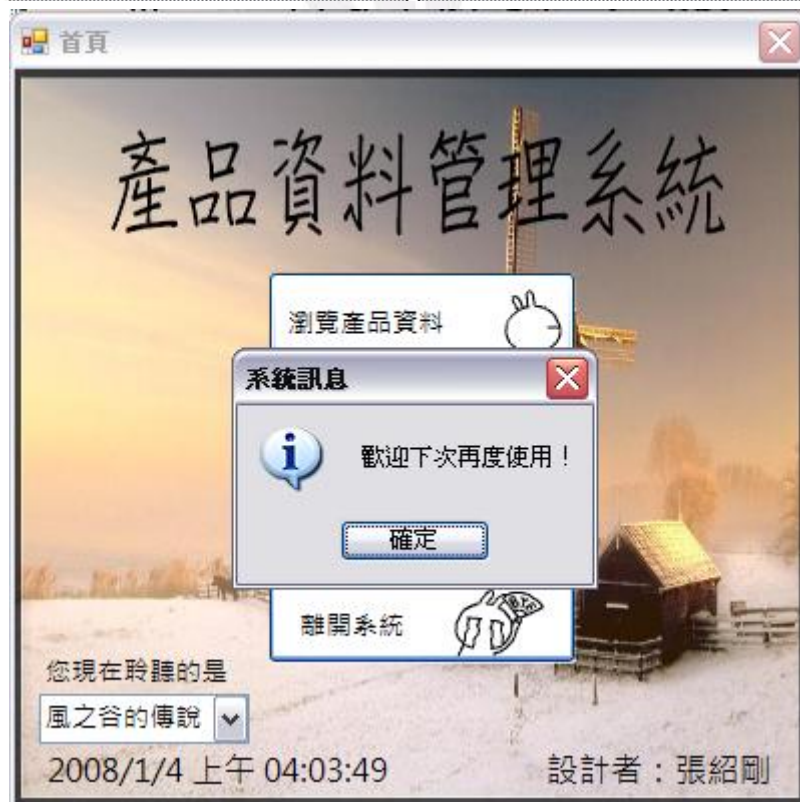 首頁
產品資料管理系統
瀏覽產品資料
系統訊息
歡迎下次再度使用！
確定
離開系統
您現在聆聽的是
風之谷的傳說
2008/1/4 上午 04:03:49
設計者：張紹剛